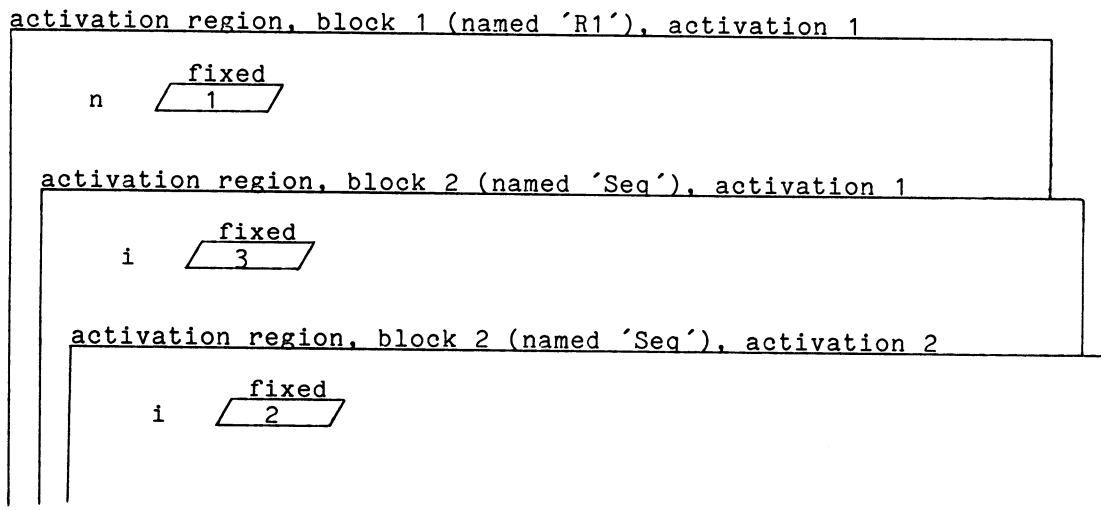 activation region, block 1 (named ´R1´), activation 1
fixed
n 1
activation region, block 2 (named ´Seq´), activation 1
fixed
i 3
activation region, block 2 (named ´Seq´), activation 2
fixed
i 2